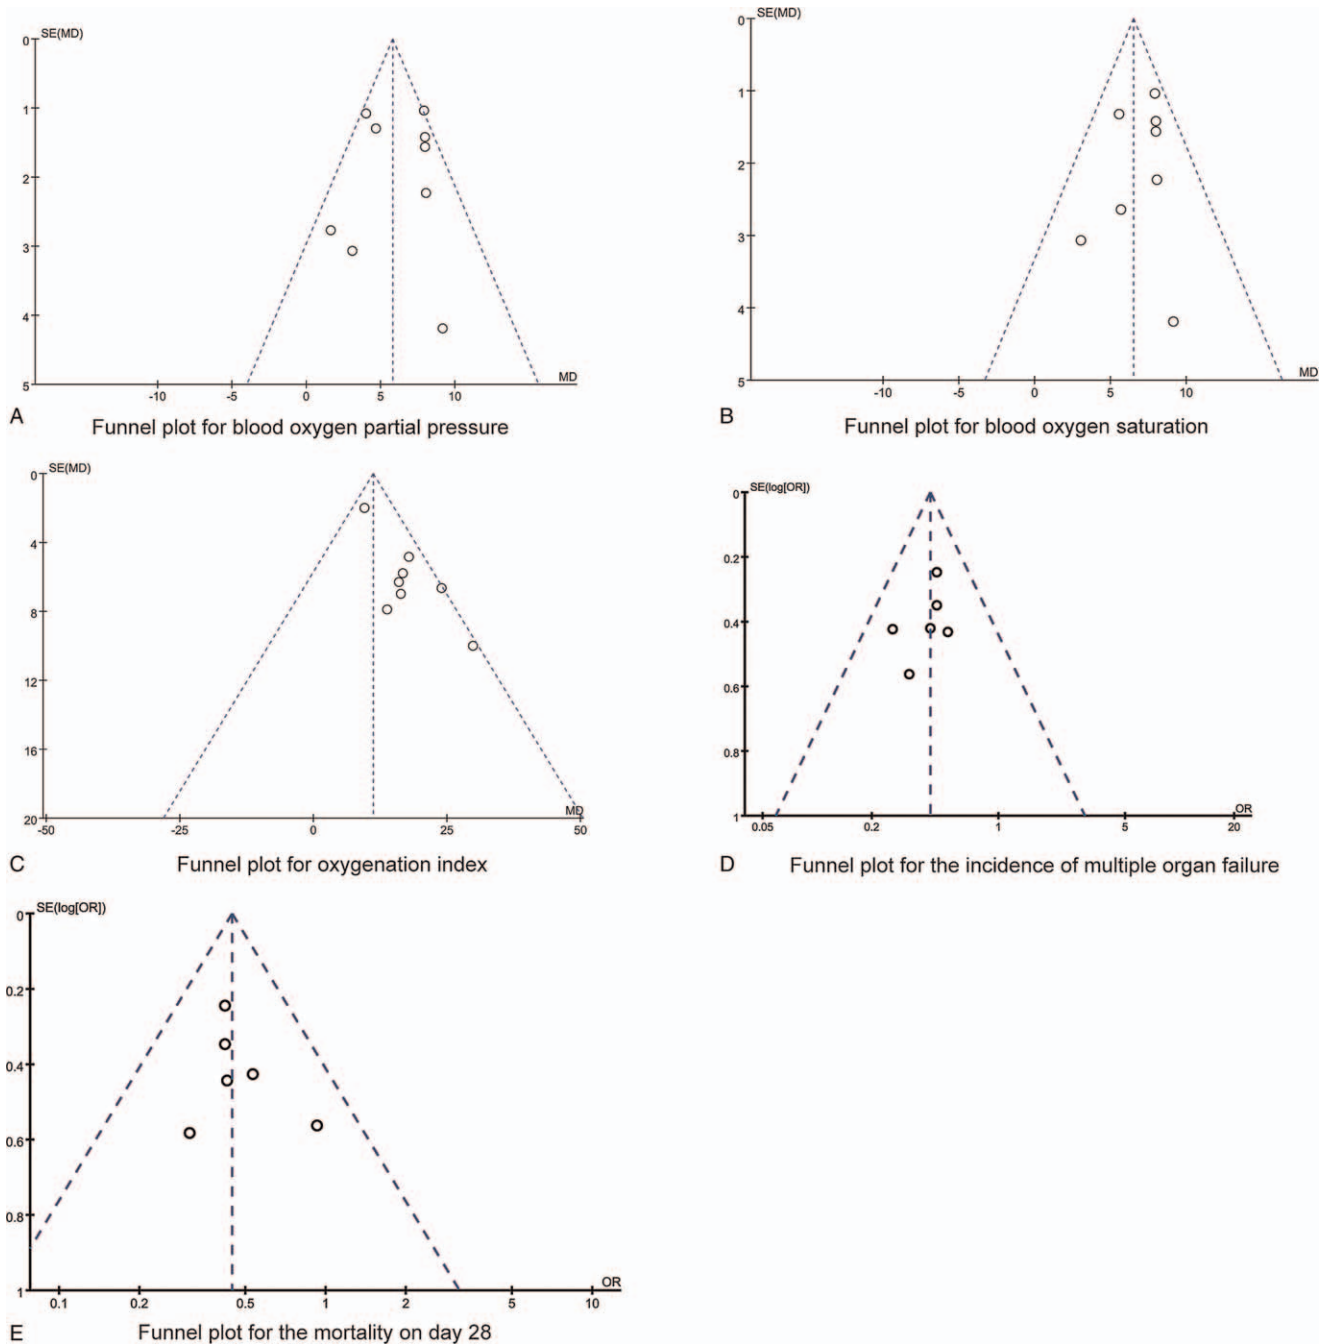 SE(MD)
0
1
2
3
4
5
-10 -5 0 5 10
MD
A
Funnel plot for blood oxygen partial pressure
SE(MD)
0
1
2
3
4
5
-10 -5 0 5 10
MD
B
Funnel plot for blood oxygen saturation
SE(MD)
0
4
8
12
16
20
-50 -25 0 25 50
MD
C
Funnel plot for oxygenation index
SE(log[OR])
0
0.2
0.4
0.6
0.8
1
0.05 0.2 1 5 20
OR
D
Funnel plot for the incidence of multiple organ failure
SE(log[OR])
0
0.2
0.4
0.6
0.8
1
0.1 0.2 0.5 1 2 5 10
OR
E
Funnel plot for the mortality on day 28